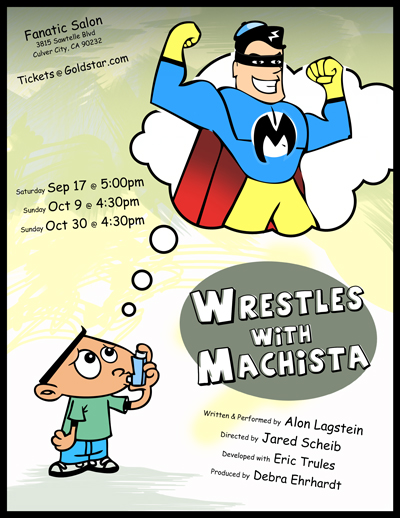 Fanatic Salon
3815 Sawtelle Blvd
Culver City, CA 90232
Tickets @ Goldstar.com
M
Saturday Sep 17 @ 5:00pm
Sunday Oct 9 @ 4:30pm
Sunday Oct 30 @ 4:30pm
WRESTLES
WiTH
MACHiSTA
Written & Performed by Alon Lagstein
Directed by Jared Scheib
Developed with Eric Trules
Produced by Debra Ehrhardt